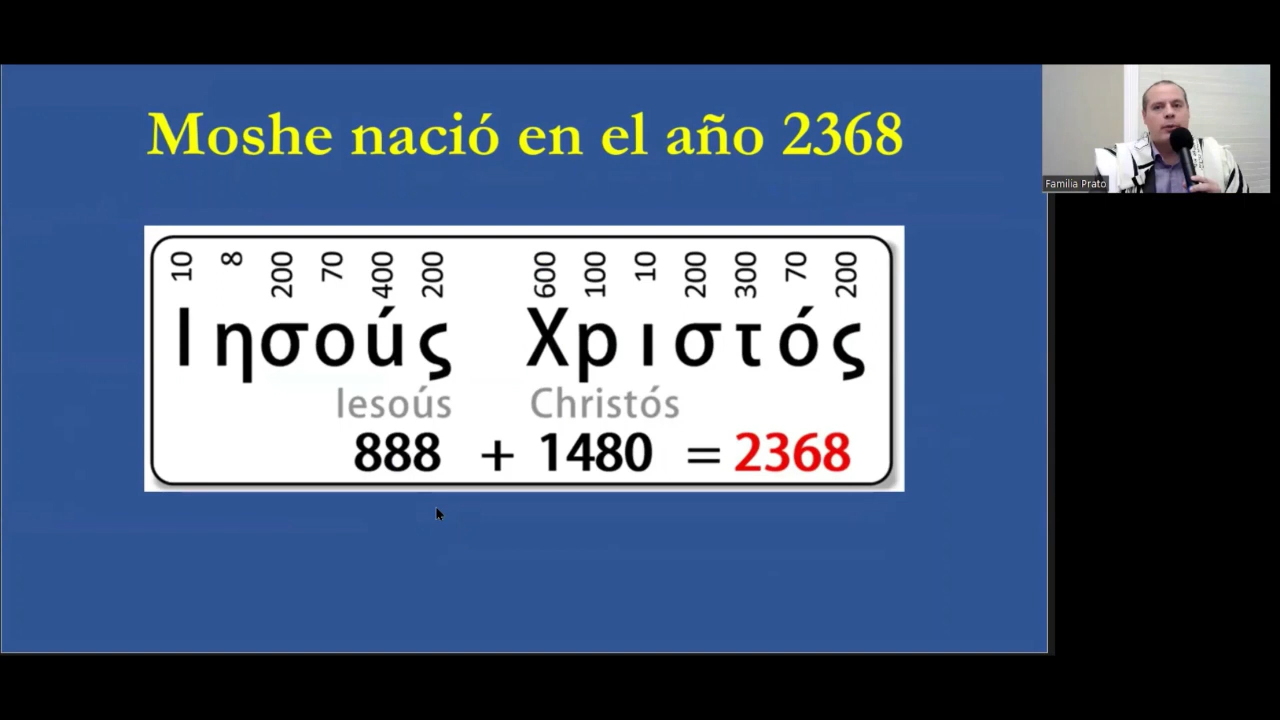 Moshe nació en el año 2368
10 8 200 70 400 200 600 100 10 200 300 70 200
Ιησούς Χριστός
Iesoús Christós
888 + 1480 = 2368
Familia Prato